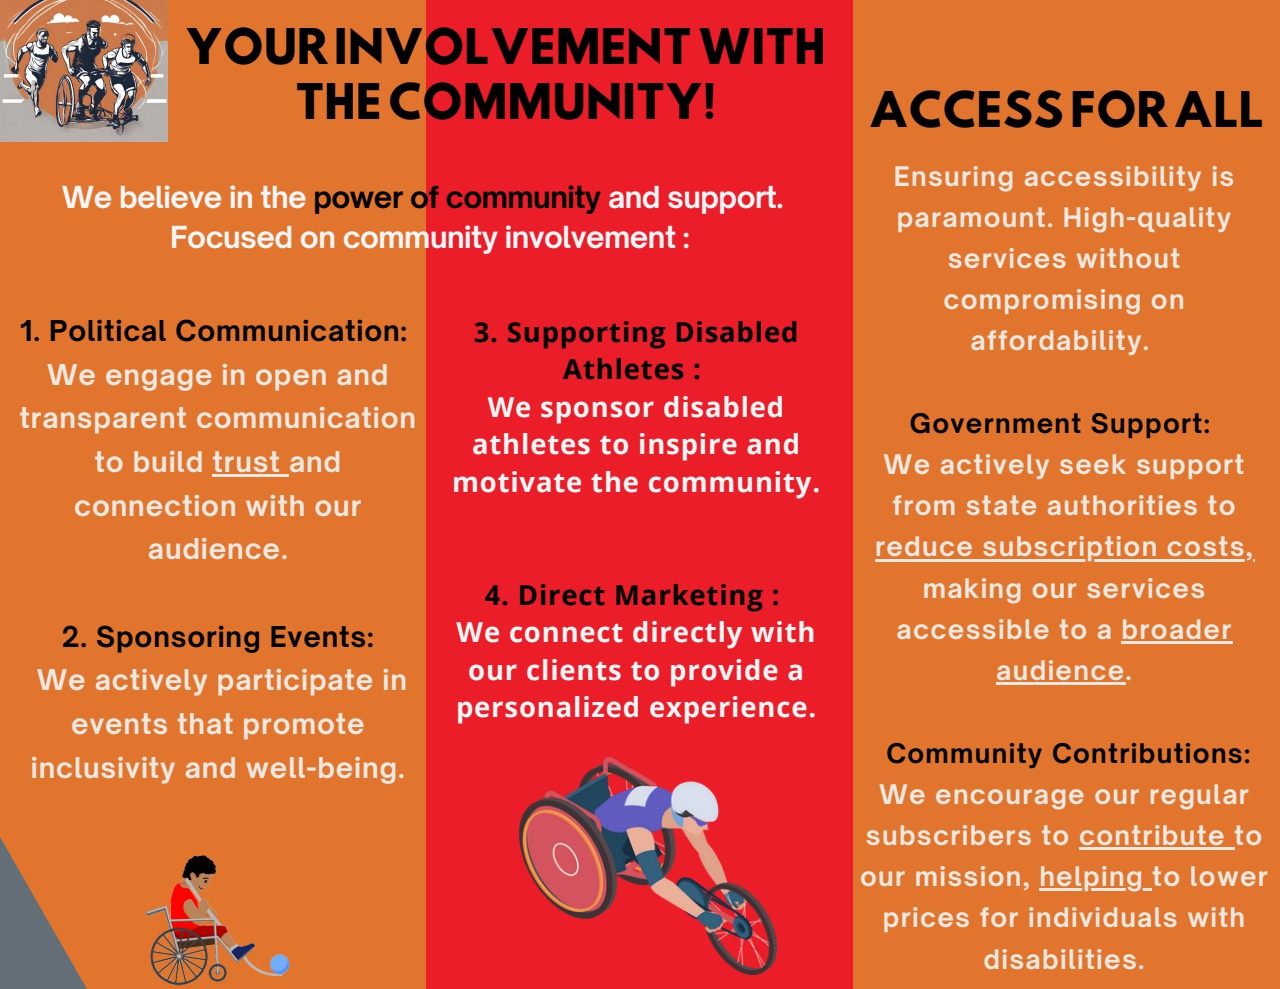 YOUR INVOLVEMENT WITH
THE COMMUNITY!
We believe in the power of community and support.
Focused on community involvement :
1. Political Communication:
We engage in open and
transparent communication
to build trust and
connection with our
audience.
2. Sponsoring Events:
We actively participate in
events that promote
inclusivity and well-being.
3. Supporting Disabled
Athletes :
We sponsor disabled
athletes to inspire and
motivate the community.
4. Direct Marketing :
We connect directly with
our clients to provide a
personalized experience.
ACCESS FOR ALL
Ensuring accessibility is
paramount. High-quality
services without
compromising on
affordability.
Government Support:
We actively seek support
from state authorities to
reduce subscription costs,
making our services
accessible to a broader
audience.
Community Contributions:
We encourage our regular
subscribers to contribute to
our mission, helping to lower
prices for individuals with
disabilities.